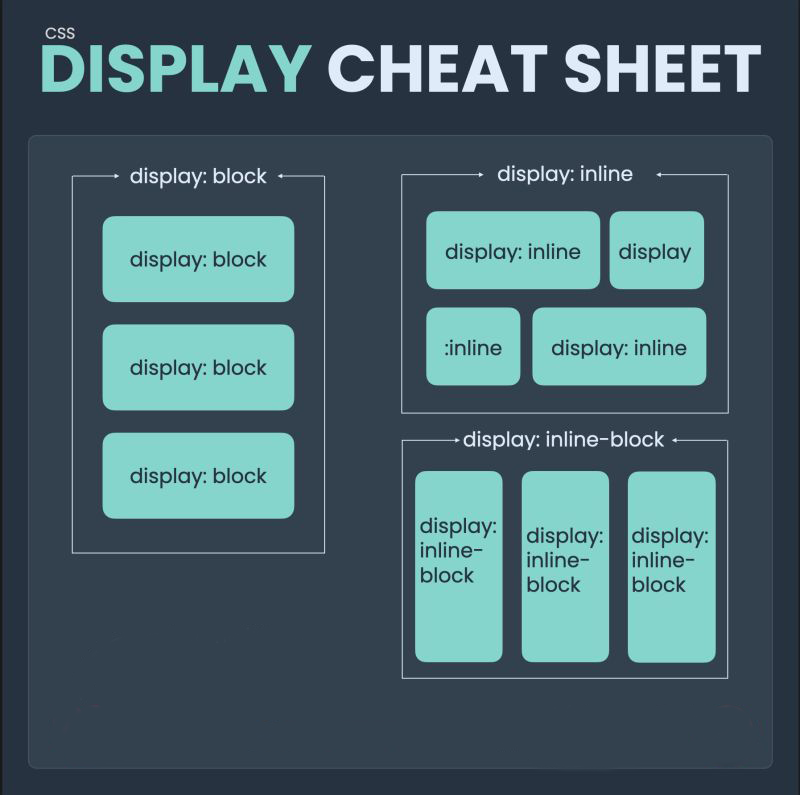 CSS
DISPLAY CHEAT SHEET
display: block
display: block
display: block
display: block
display: inline
display: inline
display
:inline
display: inline
display: inline-block
display:
inline-
block
display:
inline-
block
display:
inline-
block